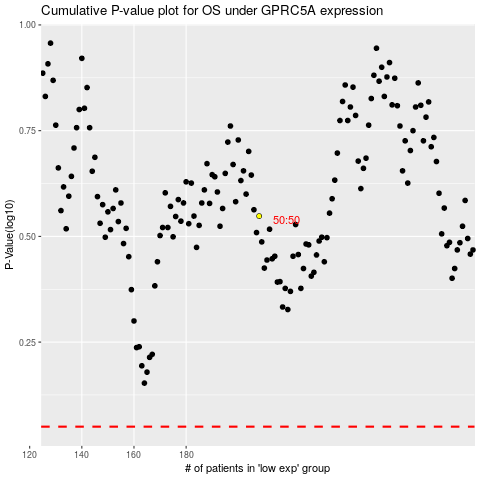 Cumulative P-value plot for OS under GPRC5A expression
1.00
0.75
0.50
0.25
P-Value(log10)
50:50
120 140 160 180
# of patients in 'low exp' group